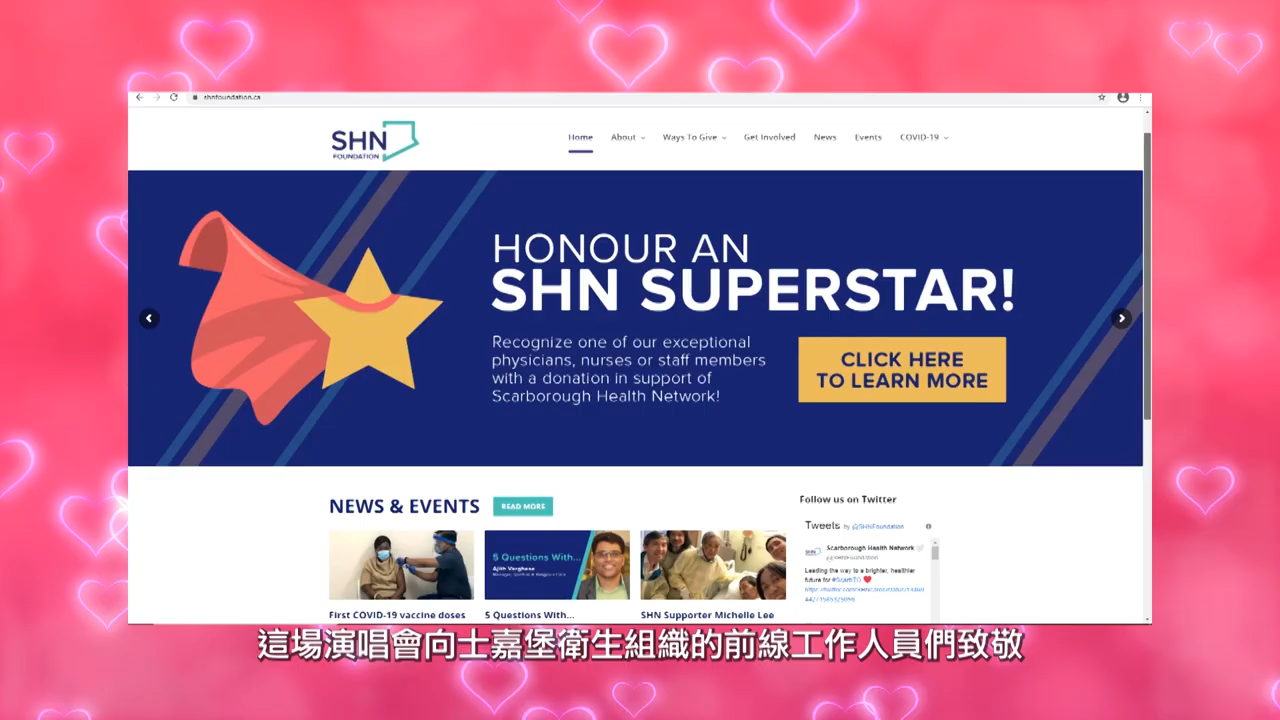 shnfoundation.ca
SHN
FOUNDATION
Home About Ways To Give Get Involved News Events COVID-19
HONOUR AN
SHN SUPERSTAR!
Recognize one of our exceptional
physicians, nurses or staff members
with a donation in support of
Scarborough Health Network!
CLICK HERE
TO LEARN MORE
NEWS & EVENTS READ MORE
5 Questions With...
Ajith Varghese
First COVID-19 vaccine doses
5 Questions With...
SHN Supporter Michelle Lee
Follow us on Twitter
Tweets by @SHNFoundation
Scarborough Health Network
Leading the way to a brighter, healthier
future for #ScarbTO
這場演唱會向士嘉堡衛生組織的前線工作人員們致敬